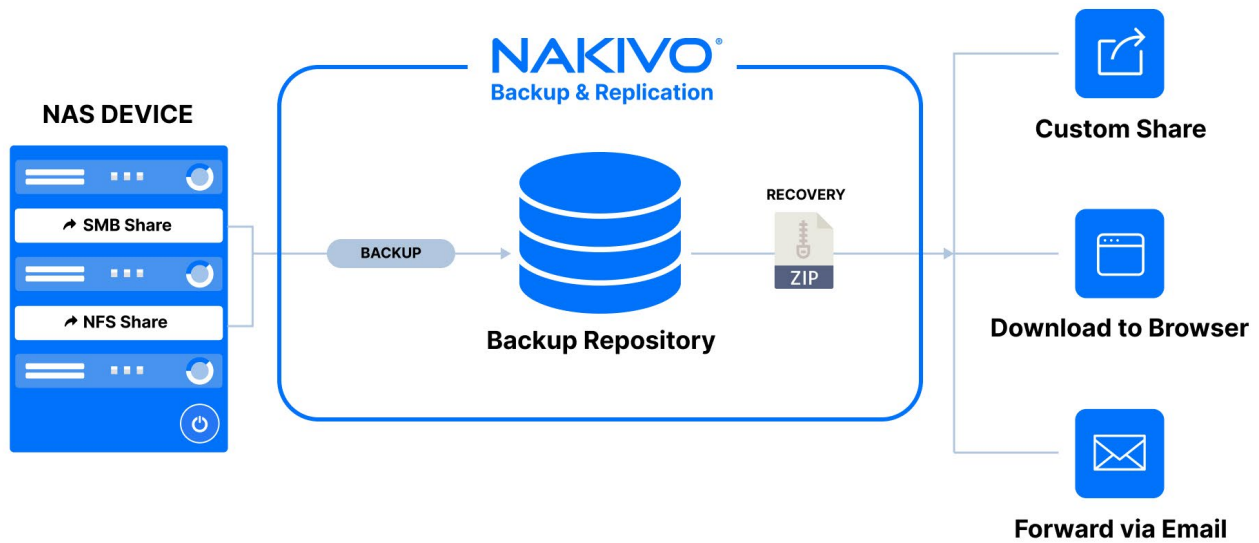 NAS DEVICE
SMB Share
NFS Share
NAKIVO®
Backup & Replication
BACKUP
Backup Repository
RECOVERY
ZIP
Custom Share
Download to Browser
Forward via Email